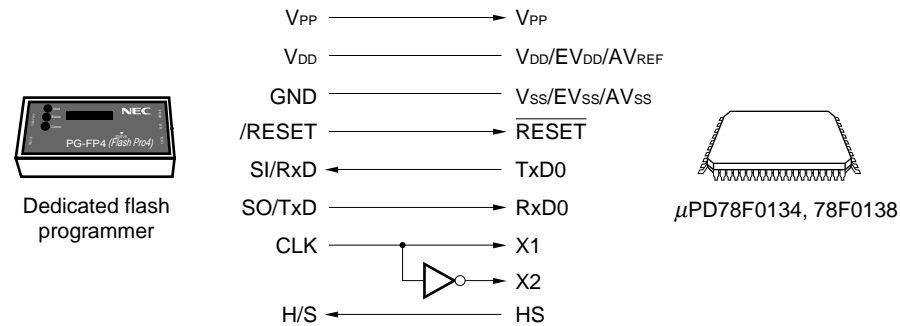 VPP VPP
VDD VDD/EVDD/AVREF
GND VSS/EVSS/AVSS
/RESET RESET
SI/RxD TxD0
SO/TxD RxD0
CLK X1
X2
H/S HS
NEC
PG-FP4 (Flash Pro4)
Dedicated flash
programmer
μPD78F0134, 78F0138